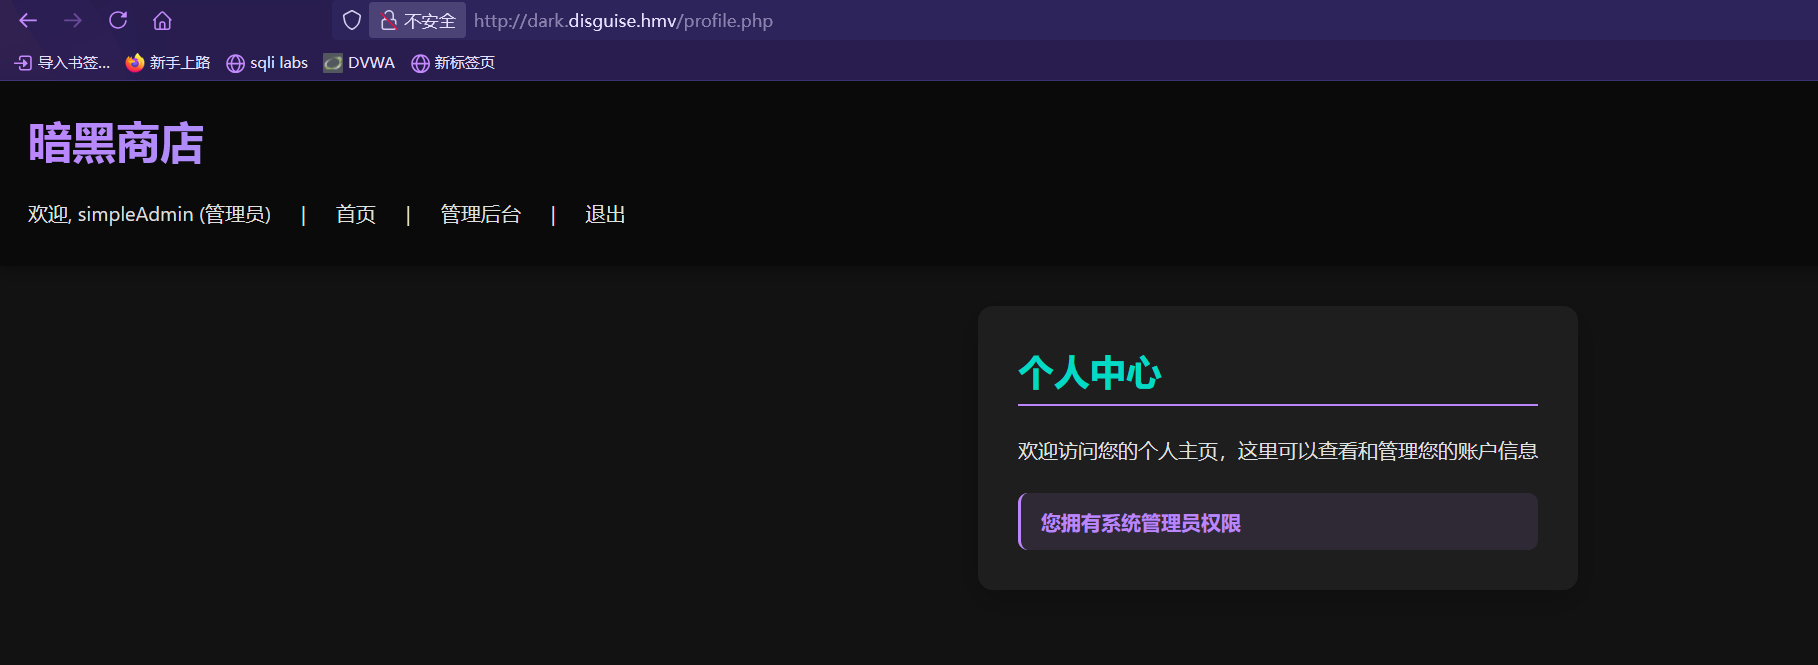 不安全 http://dark.disguise.hmv/profile.php
导入书签... 新手上路 sqli labs DVWA 新标签页
暗黑商店
欢迎, simpleAdmin (管理员) | 首页 | 管理后台 | 退出
个人中心
欢迎访问您的个人主页，这里可以查看和管理您的账户信息
您拥有系统管理员权限